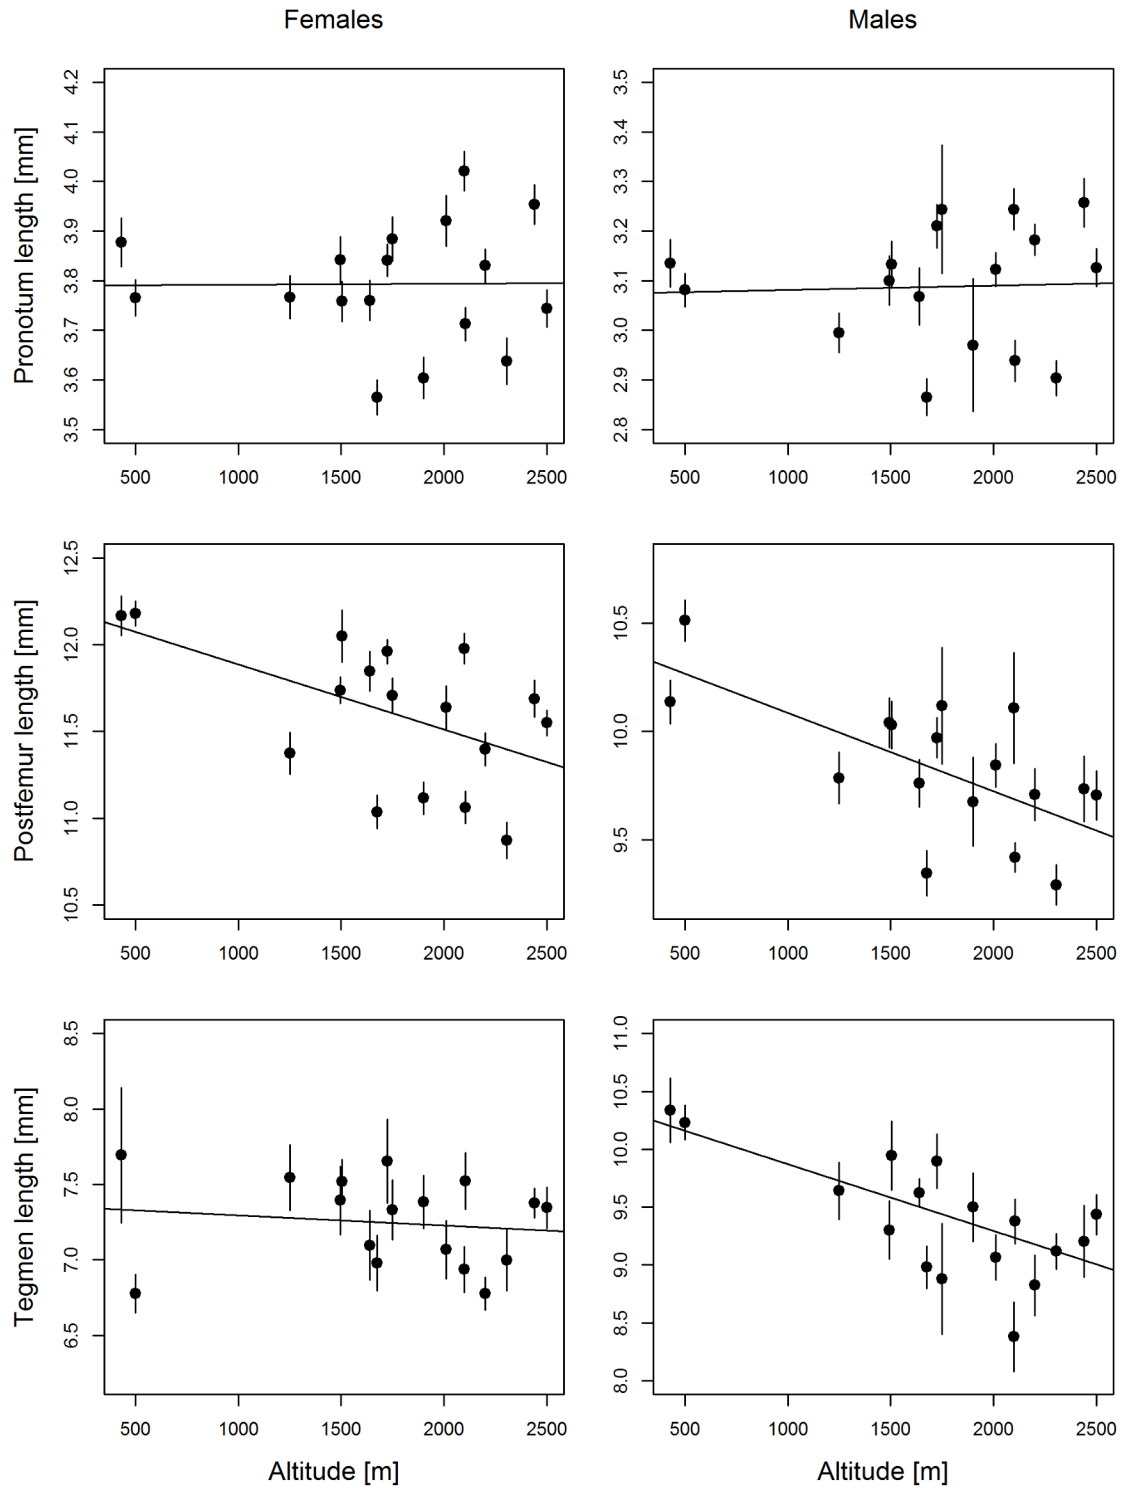 Females
Males
Pronotum length [mm]
4.2
4.1
4.0
3.9
3.8
3.7
3.6
3.5
500 1000 1500 2000 2500
3.5
3.4
3.3
3.2
3.1
3.0
2.9
2.8
500 1000 1500 2000 2500
Postfemur length [mm]
12.5
12.0
11.5
11.0
10.5
500 1000 1500 2000 2500
10.5
10.0
9.5
500 1000 1500 2000 2500
Tegmen length [mm]
8.5
8.0
7.5
7.0
6.5
500 1000 1500 2000 2500
Altitude [m]
11.0
10.5
10.0
9.5
9.0
8.5
8.0
500 1000 1500 2000 2500
Altitude [m]